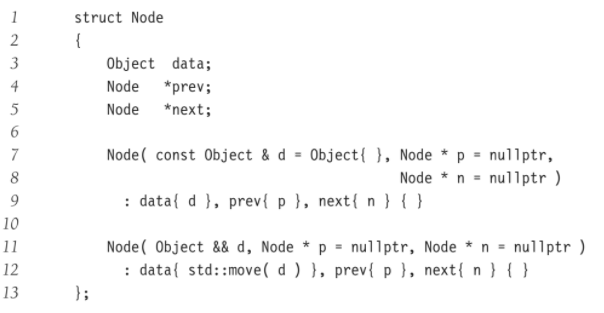 1 struct Node
2 {
3 Object data;
4 Node *prev;
5 Node *next;
6
7 Node( const Object & d = Object{ }, Node * p = nullptr,
8 Node * n = nullptr )
9 : data{ d }, prev{ p }, next{ n } { }
10
11 Node( Object && d, Node * p = nullptr, Node * n = nullptr )
12 : data{ std::move( d ) }, prev{ p }, next{ n } { }
13 };